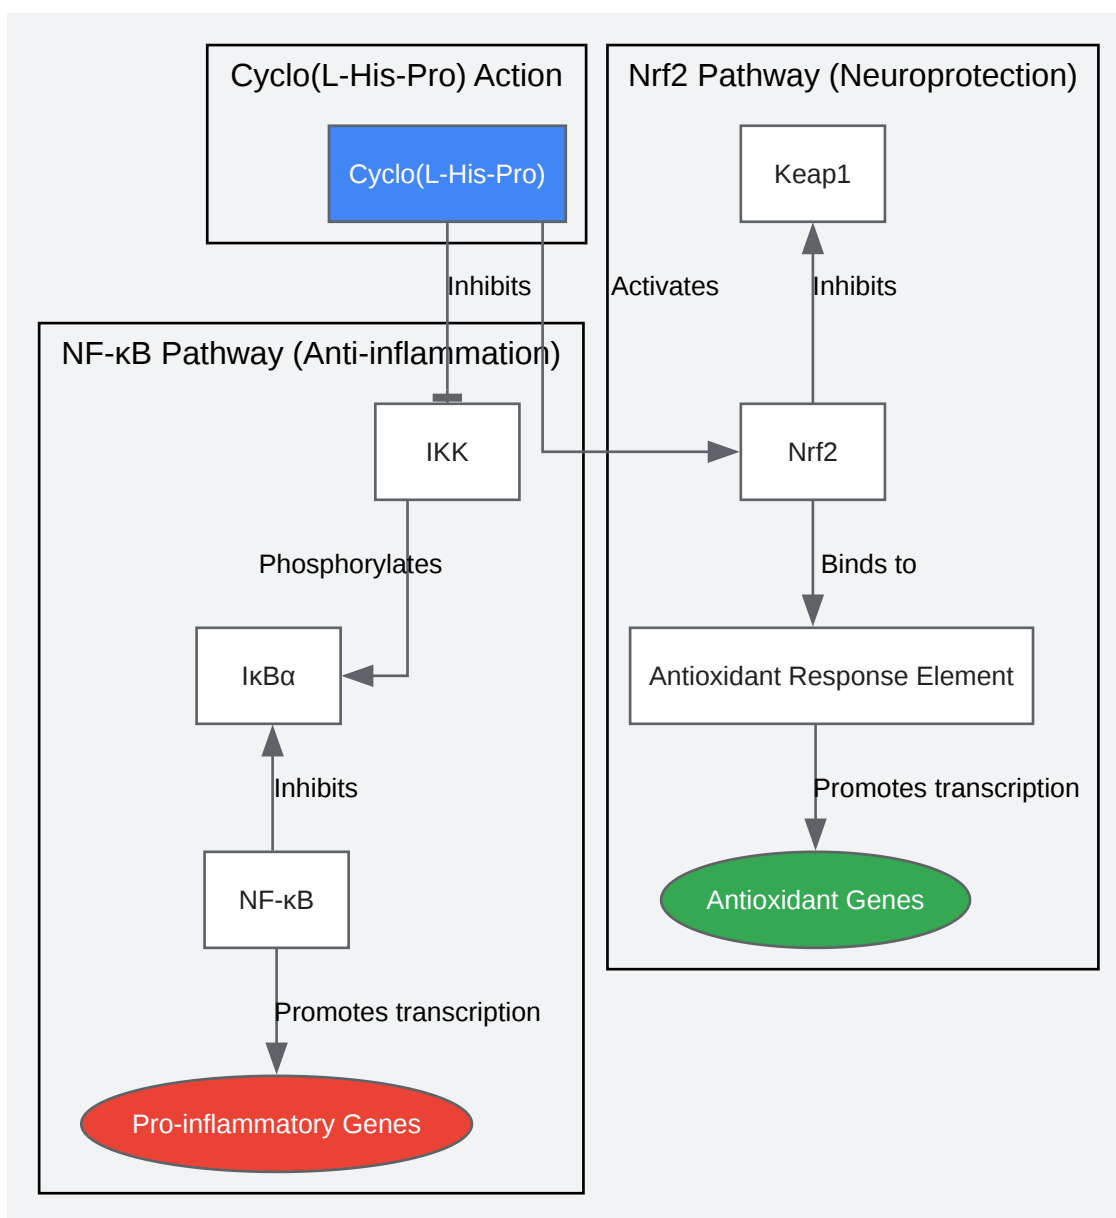 Cyclo(L-His-Pro) Action
Cyclo(L-His-Pro)
Nrf2 Pathway (Neuroprotection)
Keap1
Inhibits
Activates
Inhibits
NF-κB Pathway (Anti-inflammation)
IKK
Nrf2
Phosphorylates
Binds to
IκBα
Antioxidant Response Element
Inhibits
Promotes transcription
NF-κB
Antioxidant Genes
Promotes transcription
Pro-inflammatory Genes